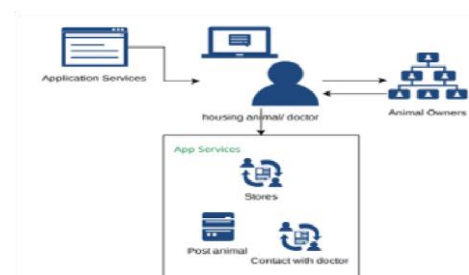 Application Services
housing animal/ doctor
Animal Owners
App Services
Stores
Post animal
Contact with doctor